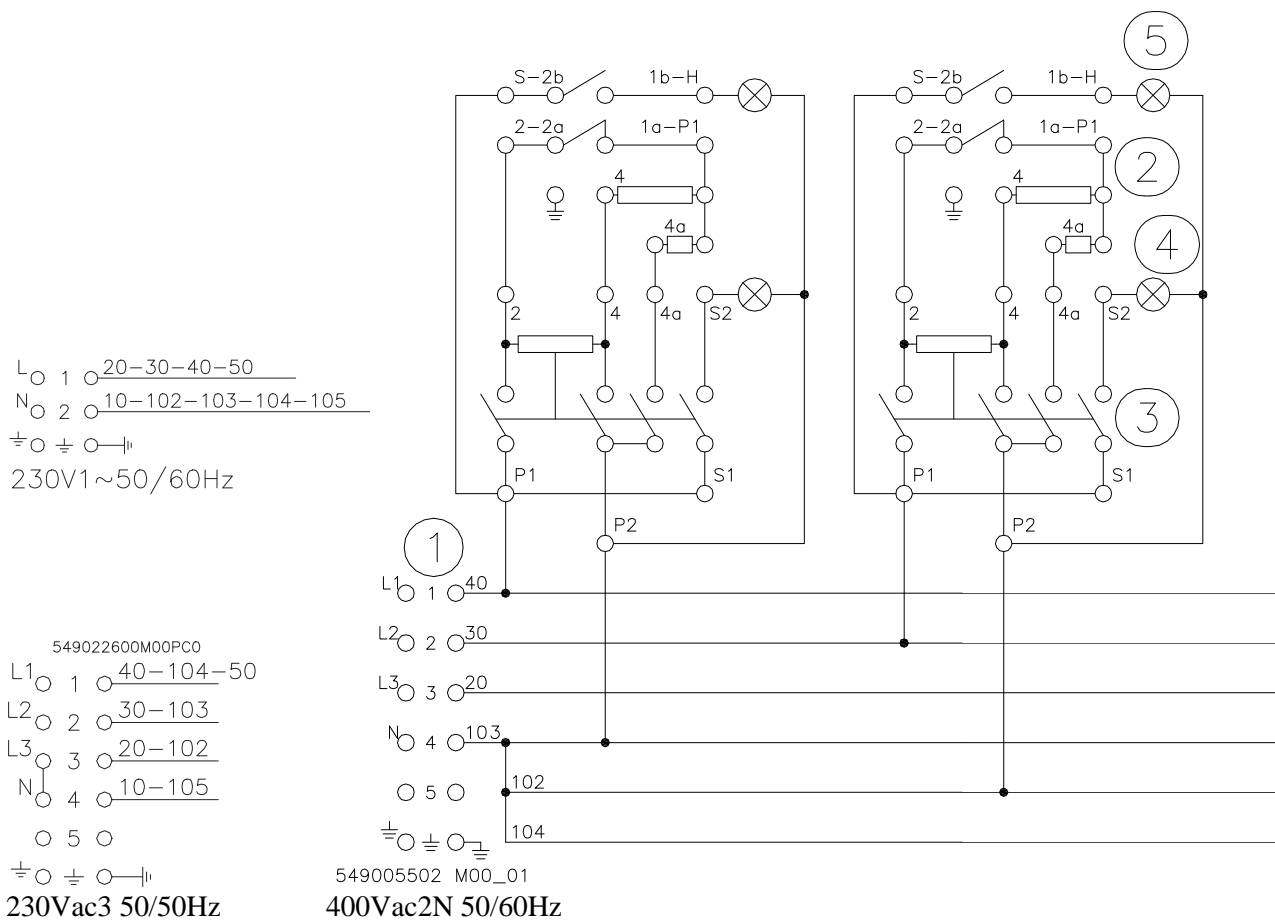 5
S-2b 1b-H S-2b 1b-H
2-2a 1a-P1 2-2a 1a-P1
2
4 4
4a 4a
4
2 4 4a S2 2 4 4a S2
L 1 20-30-40-50
N 2 10-102-103-104-105
3
230V1~50/60Hz
P1 S1 P1 S1
P2 P2
1
L1 1 40
L2 2 30
L3 3 20
N 4 103
5 102
104
549005502 M00_01
400Vac2N 50/60Hz
549022600M00PC0
L1 1 40-104-50
L2 2 30-103
L3 3 20-102
N 4 10-105
5
230Vac3 50/50Hz